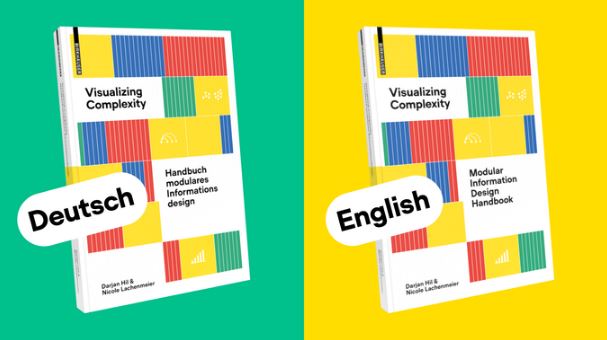 Visualizing
Complexity
Handbuch
modulares
Informations
design
Deutsch
Darjan Hil &
Nicole Lachenmeier
Visualizing
Complexity
Modular
Information
Design
Handbook
English
Darjan Hil &
Nicole Lachenmeier